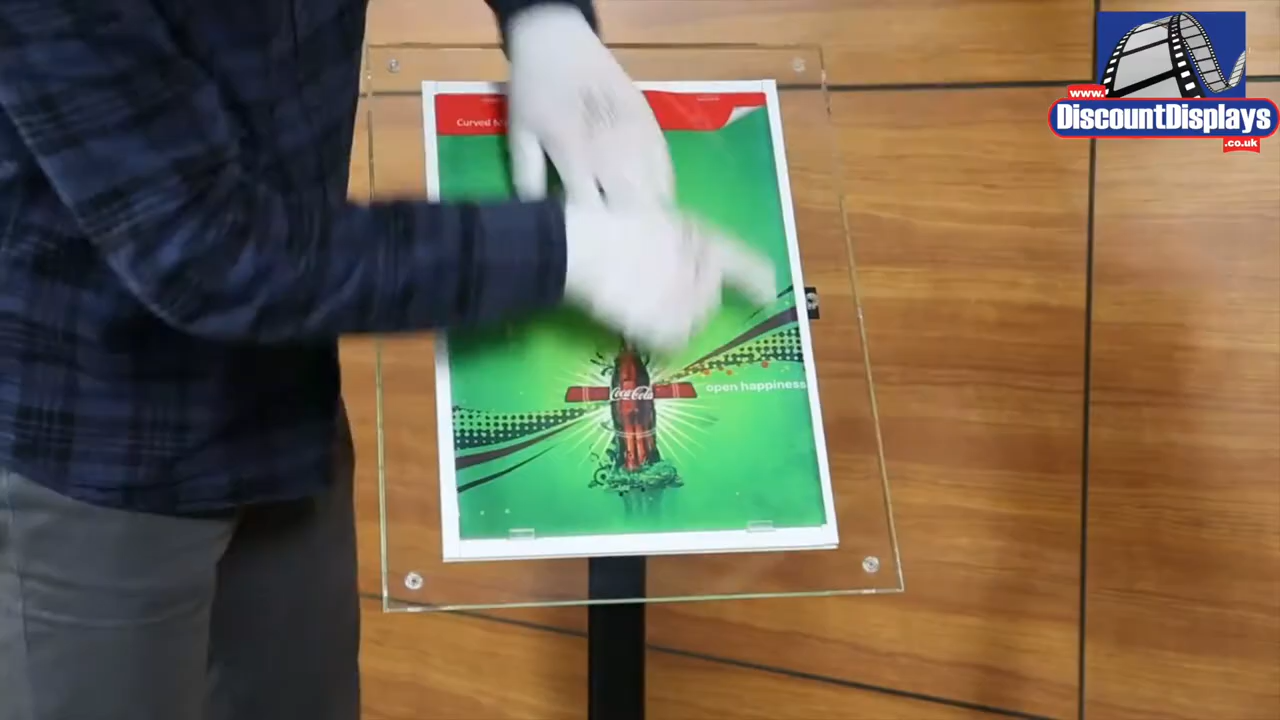 www.
DiscountDisplays
.co.uk
Curved
open happiness
Coca-Cola